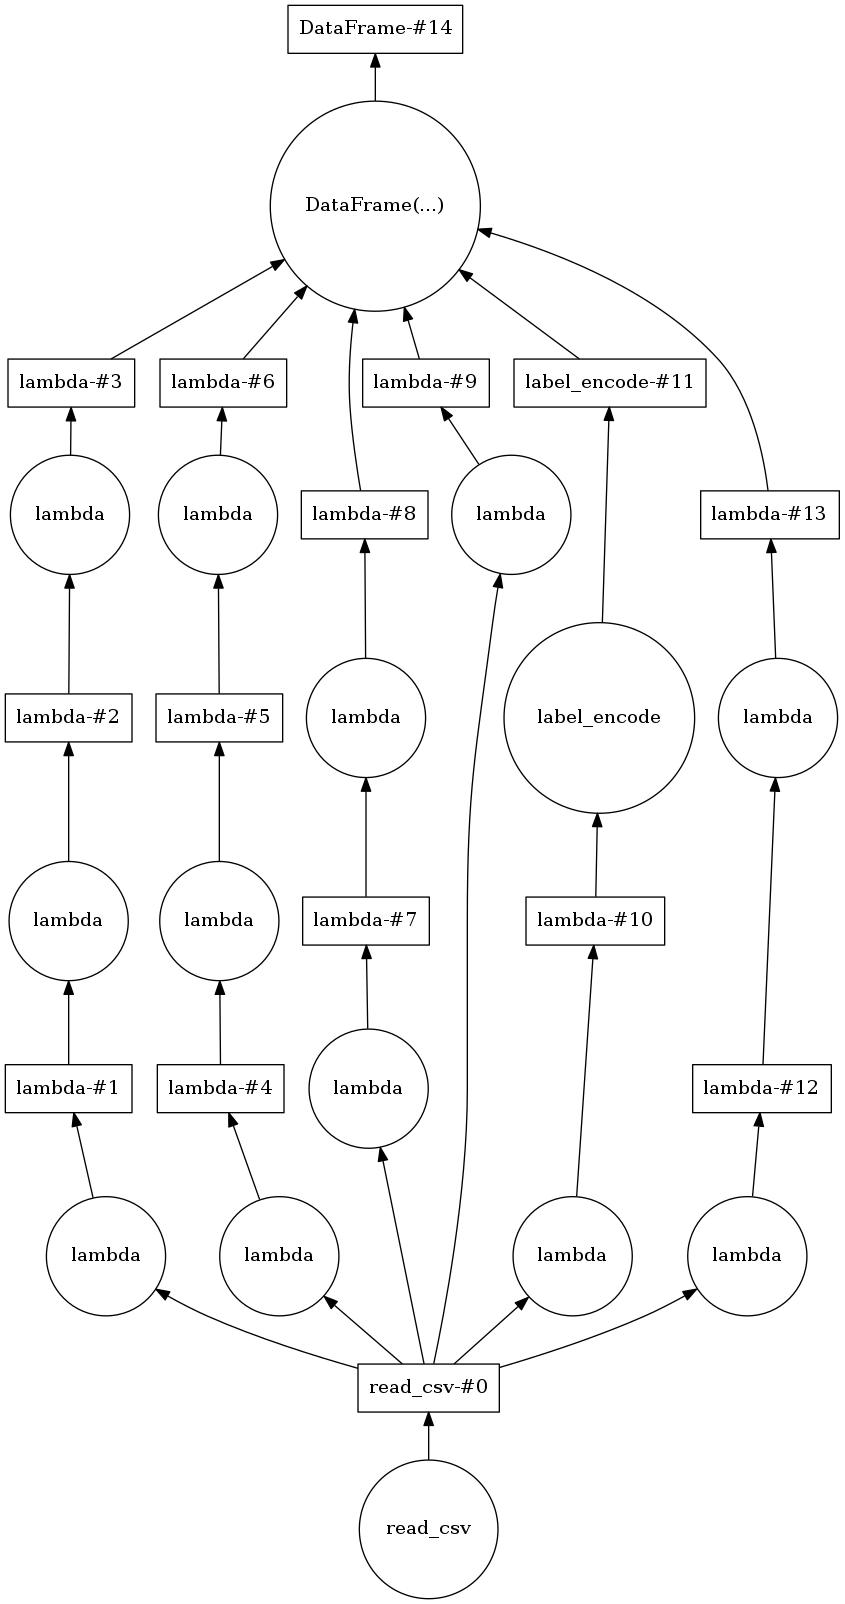 DataFrame-#14
DataFrame(...)
lambda-#3
lambda-#6
lambda-#9
label_encode-#11
lambda
lambda
lambda-#8
lambda
lambda-#13
lambda-#2
lambda-#5
lambda
label_encode
lambda
lambda
lambda
lambda-#7
lambda-#10
lambda-#1
lambda-#4
lambda
lambda-#12
lambda
lambda
lambda
lambda
read_csv-#0
read_csv